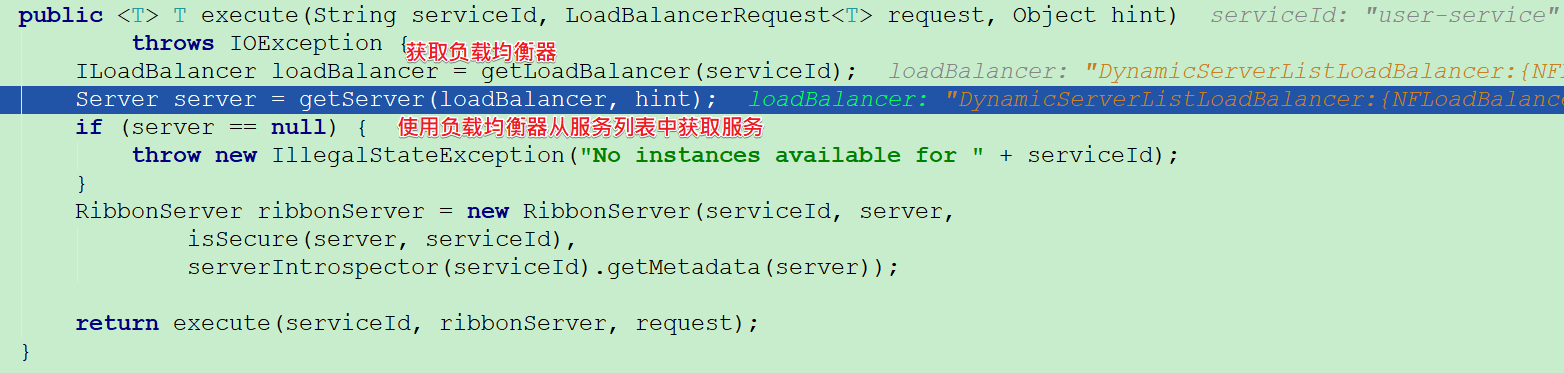 public <T> T execute(String serviceId, LoadBalancerRequest<T> request, Object hint) serviceId: "user-service"
throws IOException {
获取负载均衡器
ILoadBalancer loadBalancer = getLoadBalancer(serviceId); loadBalancer: "DynamicServerListLoadBalancer:{NFL
Server server = getServer(loadBalancer, hint); loadBalancer: "DynamicServerListLoadBalancer:{NFLoadBalance
if (server == null) { 使用负载均衡器从服务列表中获取服务
throw new IllegalStateException("No instances available for " + serviceId);
}
RibbonServer ribbonServer = new RibbonServer(serviceId, server,
isSecure(server, serviceId),
serverIntrospector(serviceId).getMetadata(server));
return execute(serviceId, ribbonServer, request);
}